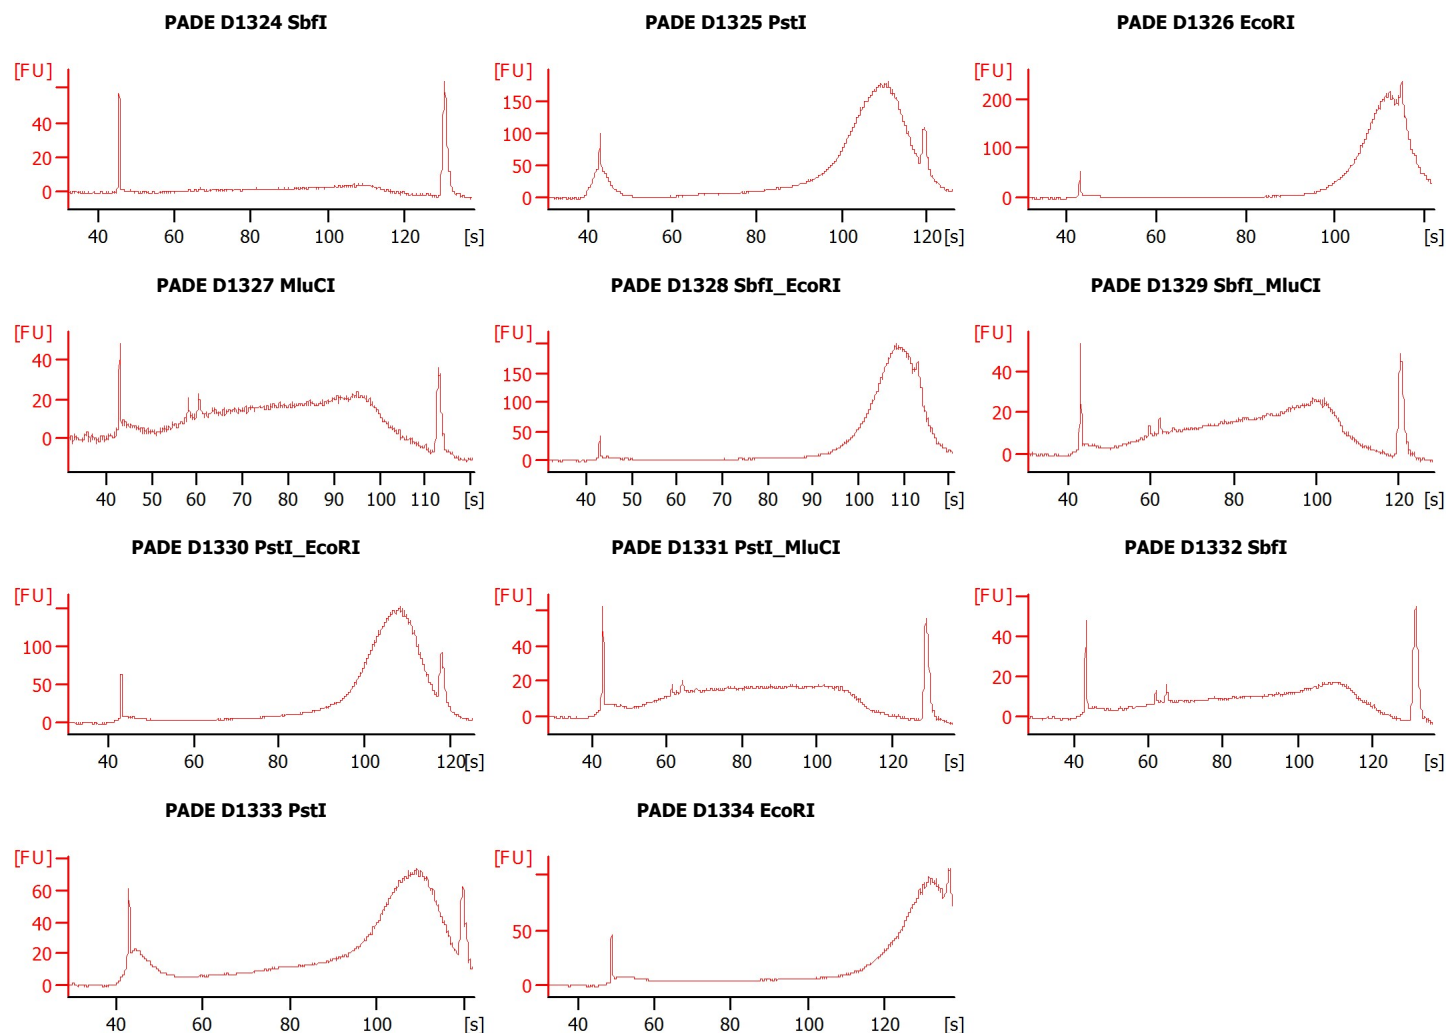 PADE D1324 SbfI
[FU]
40
20
0
40 60 80 100 120 [s]
PADE D1325 PstI
[FU]
150
100
50
0
40 60 80 100 120 [s]
PADE D1326 EcoRI
[FU]
200
100
0
40 60 80 100 [s]
PADE D1327 MluCI
[FU]
40
20
0
40 50 60 70 80 90 100 110 [s]
PADE D1328 SbfI_EcoRI
[FU]
150
100
50
0
40 50 60 70 80 90 100 110 [s]
PADE D1329 SbfI_MluCI
[FU]
40
20
0
40 60 80 100 120 [s]
PADE D1330 PstI_EcoRI
[FU]
100
50
0
40 60 80 100 120 [s]
PADE D1331 PstI_MluCI
[FU]
40
20
0
40 60 80 100 120 [s]
PADE D1332 SbfI
[FU]
60
40
20
0
40 60 80 100 120 [s]
PADE D1333 PstI
[FU]
60
40
20
0
40 60 80 100 120 [s]
PADE D1334 EcoRI
[FU]
50
0
40 60 80 100 120 [s]